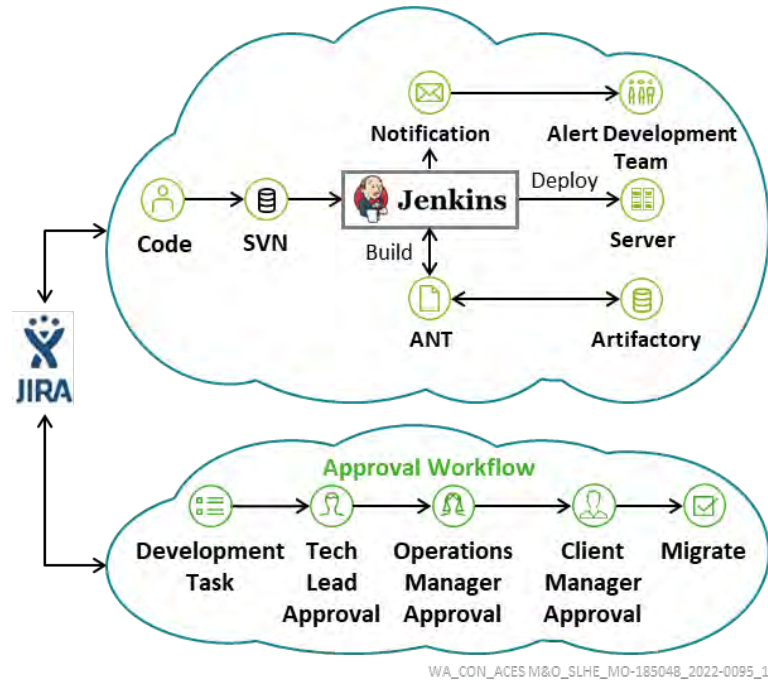 Notification
Alert Development
Team
Jenkins
Deploy
Code
SVN
Server
Build
ANT
Artifactory
JIRA
Approval Workflow
Development
Task
Tech
Lead
Approval
Operations
Manager
Approval
Client
Manager
Approval
Migrate
WA_CON_ACES M&O_SLHE_MO-185048_2022-0095_1